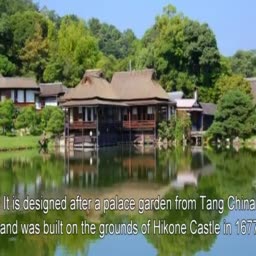 It is designed after a palace garden from Tang China
and was built on the grounds of Hikone Castle in 1677